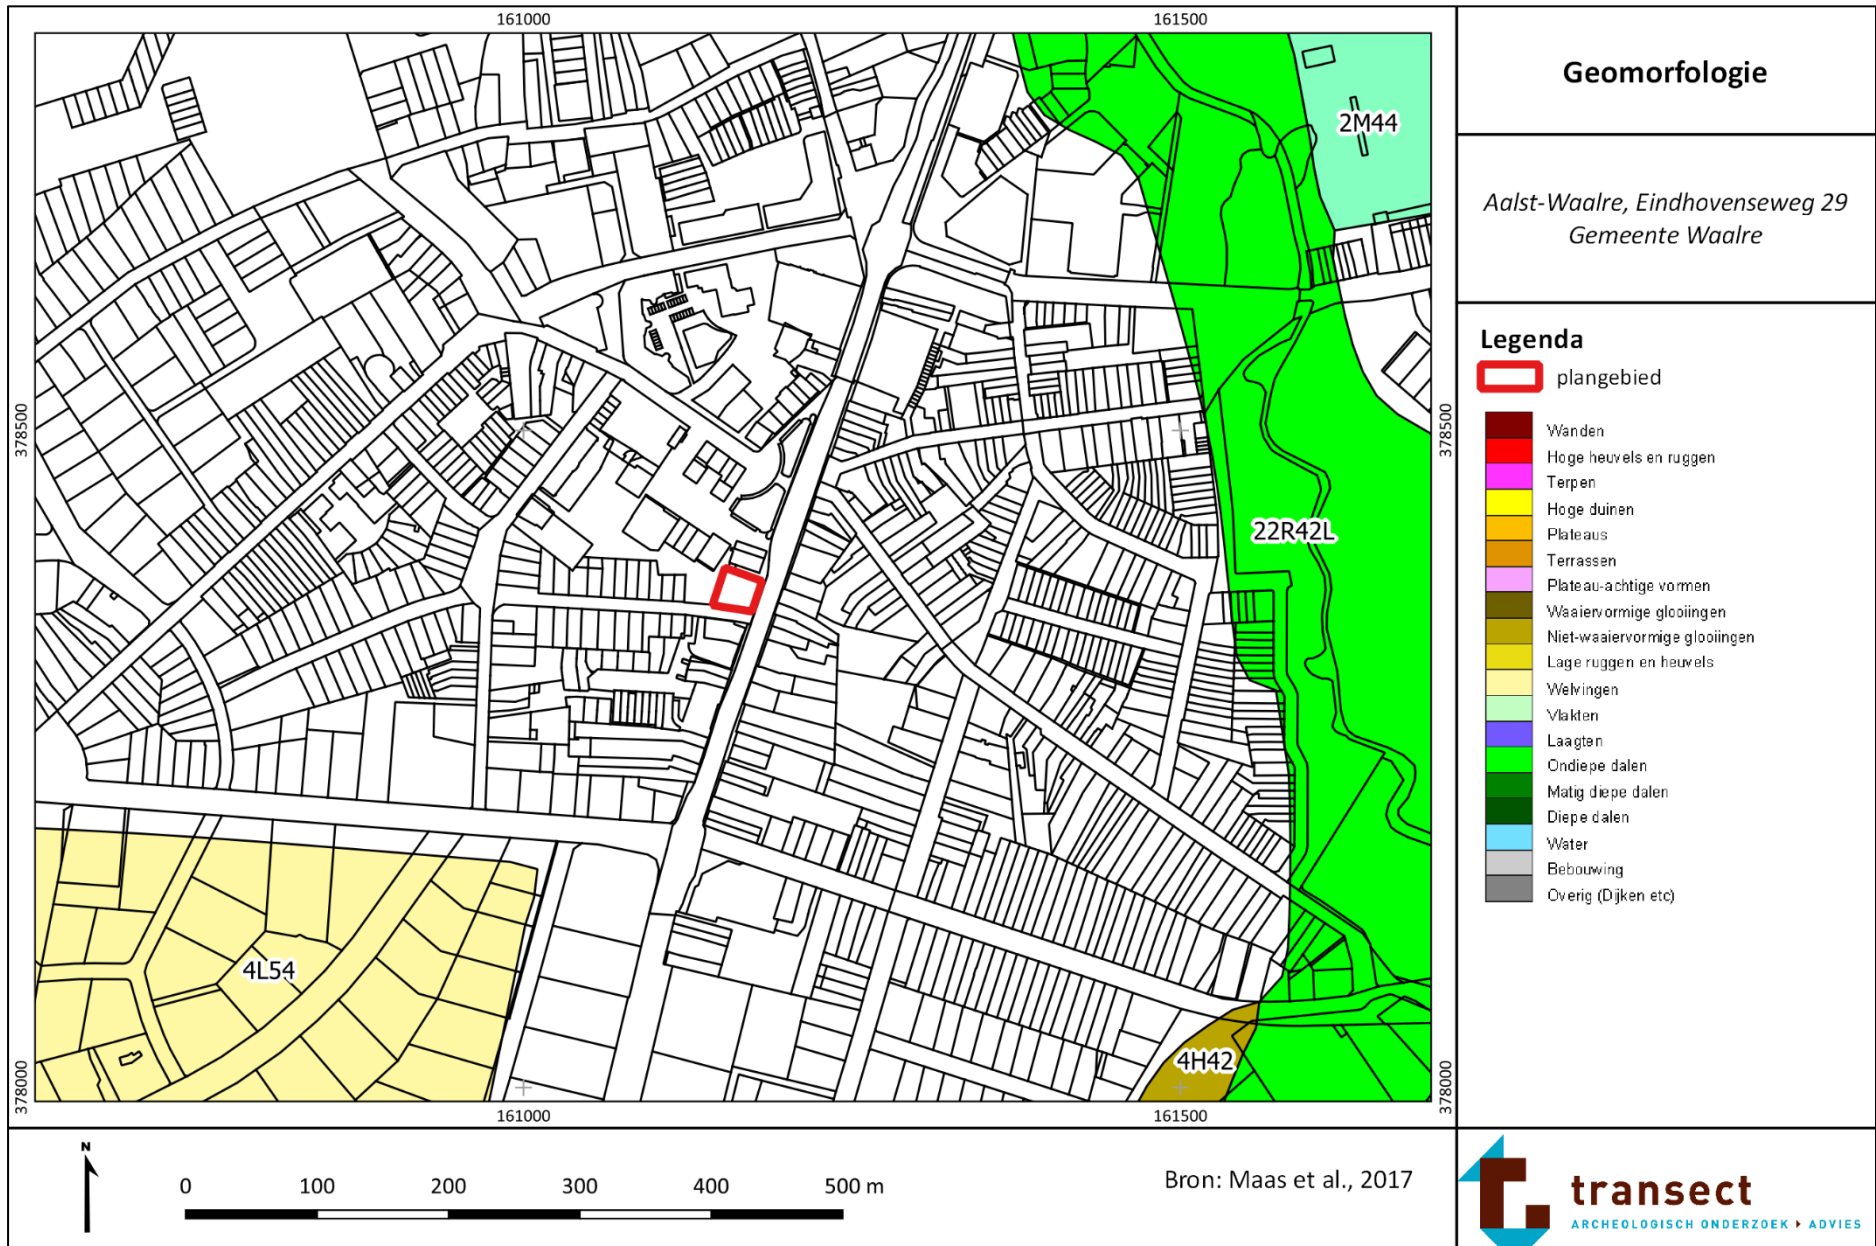 161000
161500
378500
378500
378000
378000
161000
161500
2M44
22R42L
4L54
4H42
Geomorfologie
Aalst-Waalre, Eindhovenseweg 29
Gemeente Waalre
Legenda
plangebied
Wanden
Hoge heuvels en ruggen
Terpen
Hoge duinen
Plateaus
Terrassen
Plateau-achtige vormen
Waaiervormige glooiingen
Niet-waaiervormige glooiingen
Lage ruggen en heuvels
Welvingen
Vlakten
Laagten
Ondiepe dalen
Matig diepe dalen
Diepe dalen
Water
Bebouwing
Overig (Dijken etc)
N
0 100 200 300 400 500 m
Bron: Maas et al., 2017
transect
ARCHEOLOGISCH ONDERZOEK ▸ ADVIES